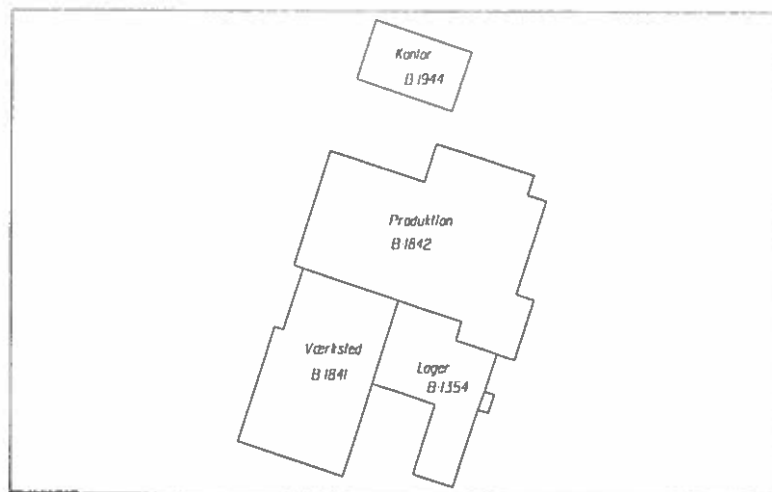 Kontor
B 1944
Produktion
B 1842
Værksted
B 1841
Lager
B 1354